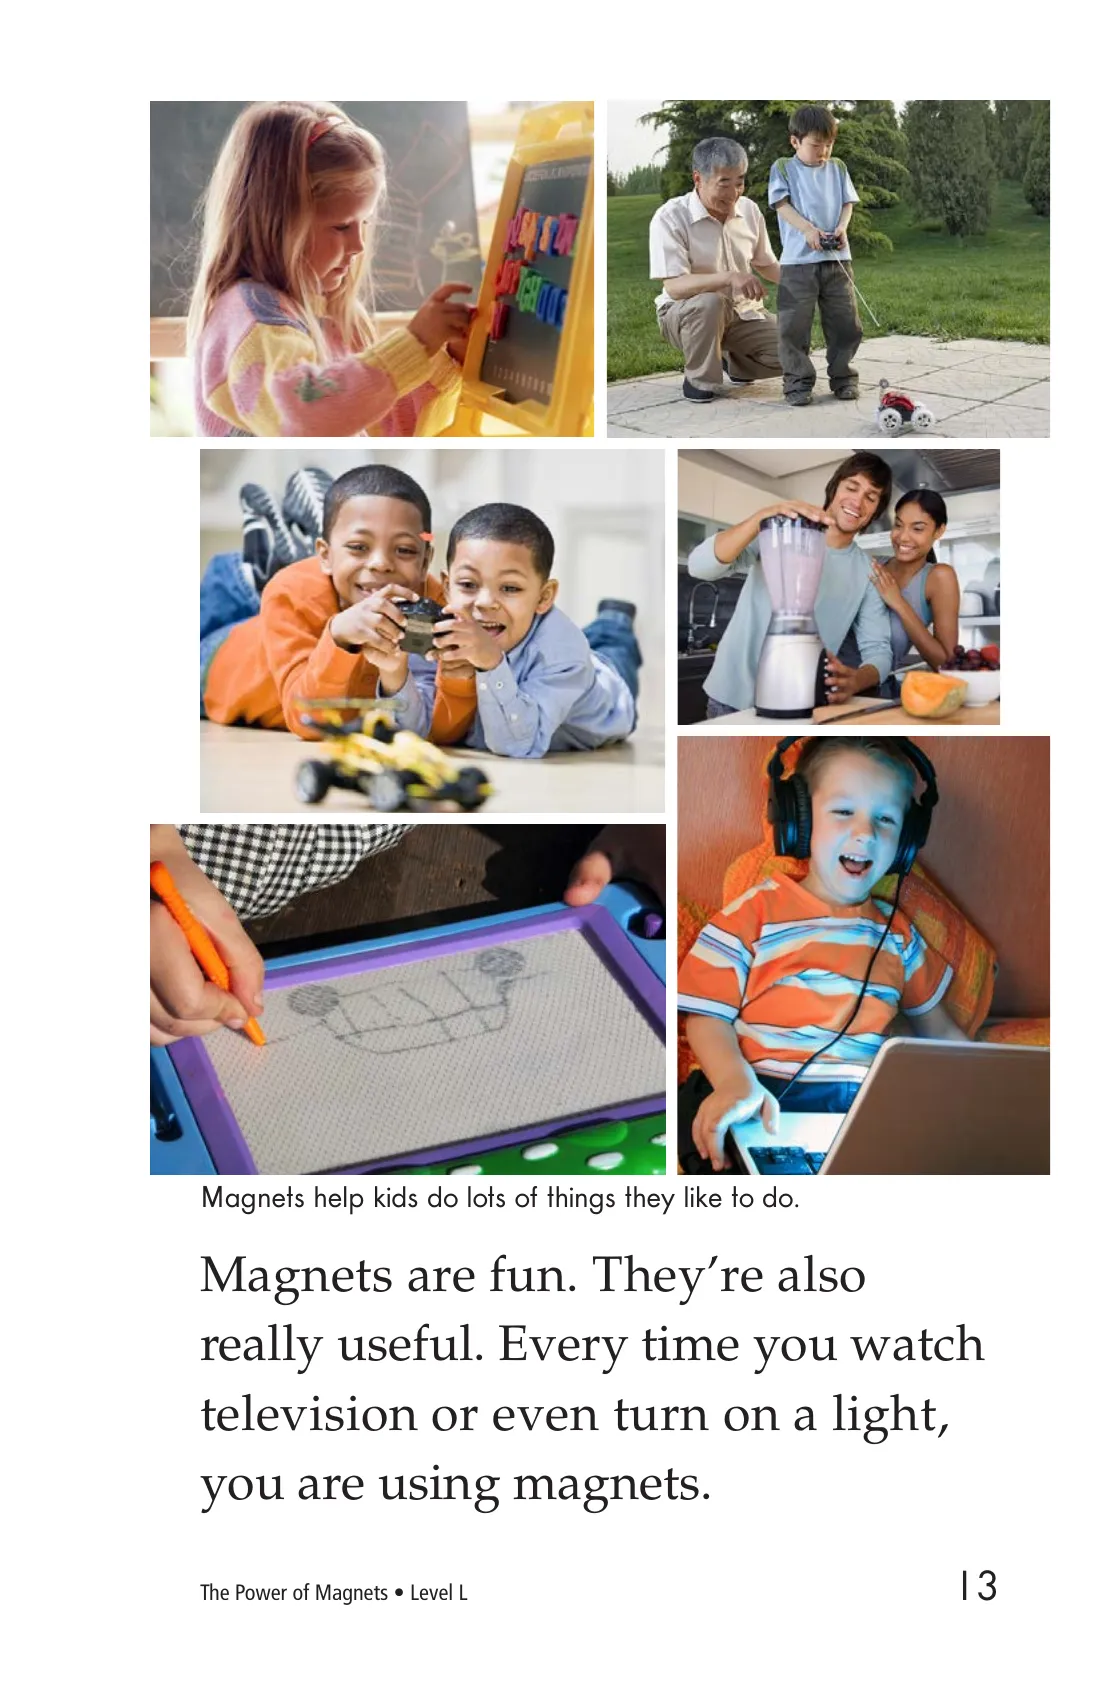 Magnets help kids do lots of things they like to do.
Magnets are fun. They’re also
really useful. Every time you watch
television or even turn on a light,
you are using magnets.
The Power of Magnets • Level L
13